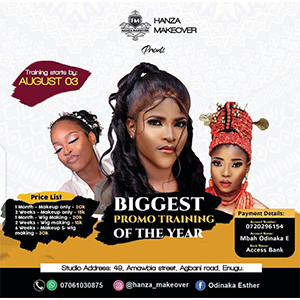 HM
HANZA MAKEOVER
HANZA
MAKEOVER
Presents
Training starts by:
AUGUST 03
Price List
1 Month - Makeup only - 20k
2 Weeks - Makeup only - 15k
1 Month - Wig Making - 20k
2 Weeks - Wig making - 15k
4 Weeks - Makeup & wig
making - 30k
BIGGEST
PROMO TRAINING
OF THE YEAR
Payment Details:
Account Number:
0720296154
Account Name:
Mbah Odinaka E
Bank Name:
Access Bank
Studio Address: 49, Amawbia street, Agbani road, Enugu.
07061030875
@hanza_makeover
Odinaka Esther